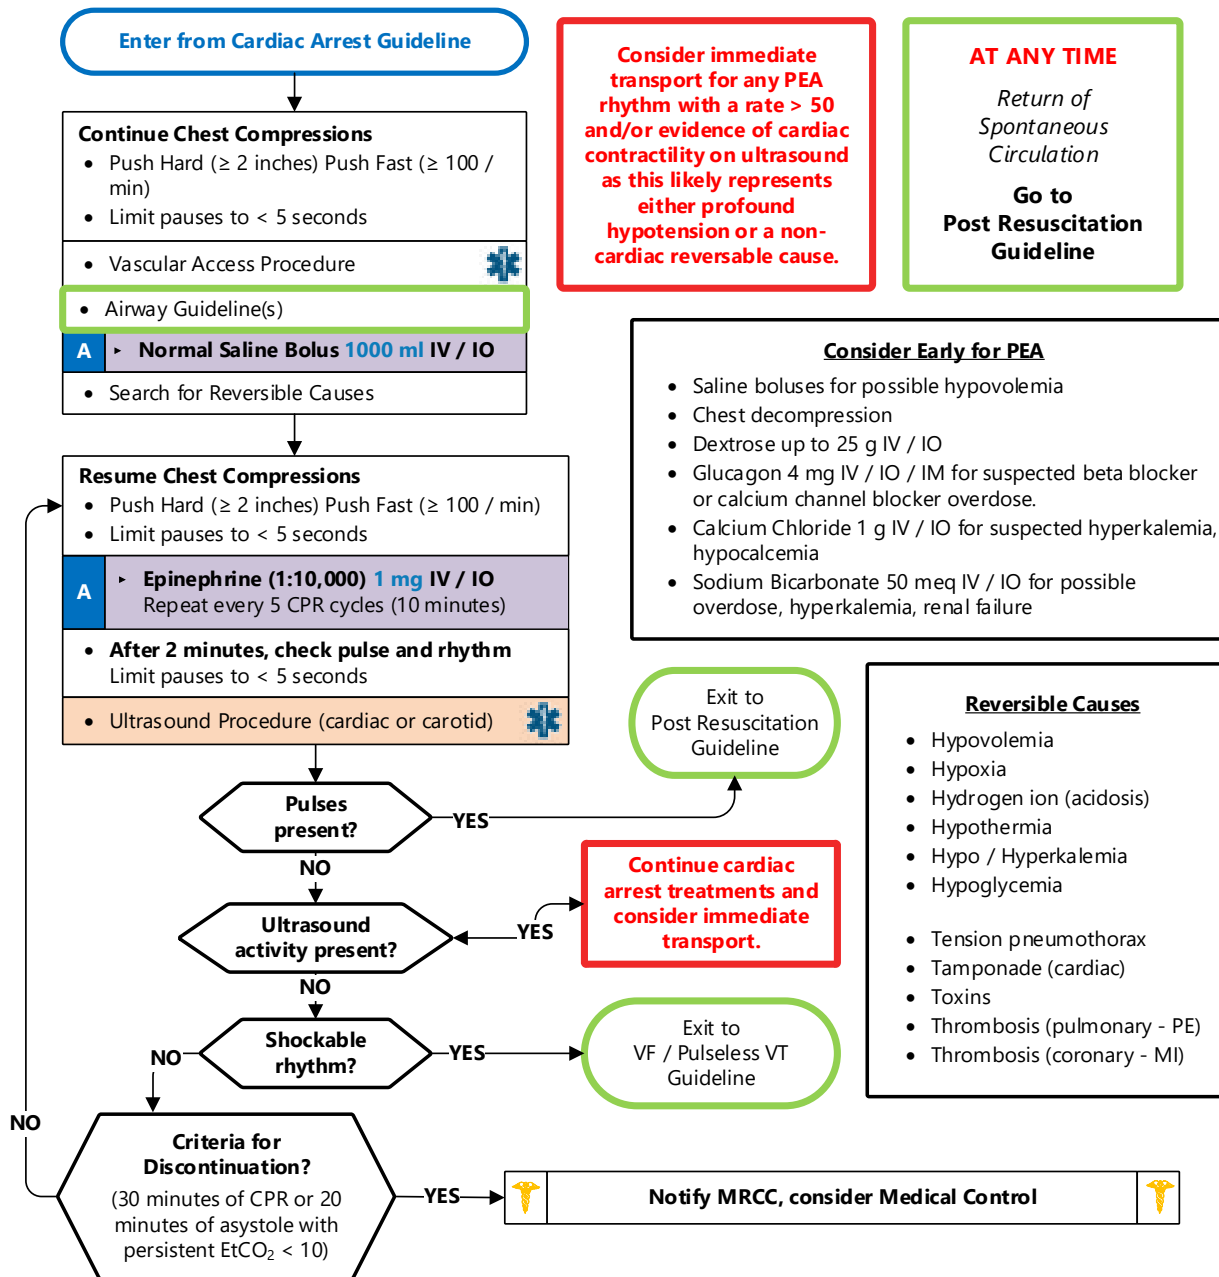 Enter from Cardiac Arrest Guideline
Continue Chest Compressions
• Push Hard (≥ 2 inches) Push Fast (≥ 100 /
min)
• Limit pauses to < 5 seconds
• Vascular Access Procedure
• Airway Guideline(s)
A ‣ Normal Saline Bolus 1000 ml IV / IO
• Search for Reversible Causes
Consider immediate
transport for any PEA
rhythm with a rate > 50
and/or evidence of cardiac
contractility on ultrasound
as this likely represents
either profound
hypotension or a non-
cardiac reversable cause.
AT ANY TIME
Return of
Spontaneous
Circulation
Go to
Post Resuscitation
Guideline
Consider Early for PEA
• Saline boluses for possible hypovolemia
• Chest decompression
• Dextrose up to 25 g IV / IO
• Glucagon 4 mg IV / IO / IM for suspected beta blocker
or calcium channel blocker overdose.
• Calcium Chloride 1 g IV / IO for suspected hyperkalemia,
hypocalcemia
• Sodium Bicarbonate 50 meq IV / IO for possible
overdose, hyperkalemia, renal failure
Resume Chest Compressions
• Push Hard (≥ 2 inches) Push Fast (≥ 100 / min)
• Limit pauses to < 5 seconds
A ‣ Epinephrine (1:10,000) 1 mg IV / IO
Repeat every 5 CPR cycles (10 minutes)
• After 2 minutes, check pulse and rhythm
Limit pauses to < 5 seconds
• Ultrasound Procedure (cardiac or carotid)
Exit to
Post Resuscitation
Guideline
Reversible Causes
• Hypovolemia
• Hypoxia
• Hydrogen ion (acidosis)
• Hypothermia
• Hypo / Hyperkalemia
• Hypoglycemia
• Tension pneumothorax
• Tamponade (cardiac)
• Toxins
• Thrombosis (pulmonary - PE)
• Thrombosis (coronary - MI)
Pulses
present?
YES
NO
Continue cardiac
arrest treatments and
consider immediate
transport.
Ultrasound
activity present?
YES
NO
Shockable
rhythm?
YES
NO
Exit to
VF / Pulseless VT
Guideline
NO
Criteria for
Discontinuation?
(30 minutes of CPR or 20
minutes of asystole with
persistent EtCO₂ < 10)
YES
Notify MRCC, consider Medical Control